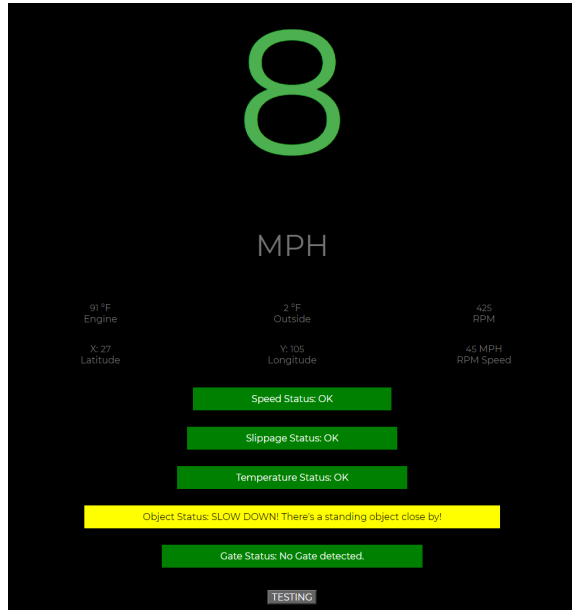 8
MPH
91 °F
Engine
2 °F
Outside
425
RPM
X: 27
Latitude
Y: 105
Longitude
45 MPH
RPM Speed
Speed Status: OK
Slippage Status: OK
Temperature Status: OK
Object Status: SLOW DOWN! There's a standing object close by!
Gate Status: No Gate detected.
TESTING